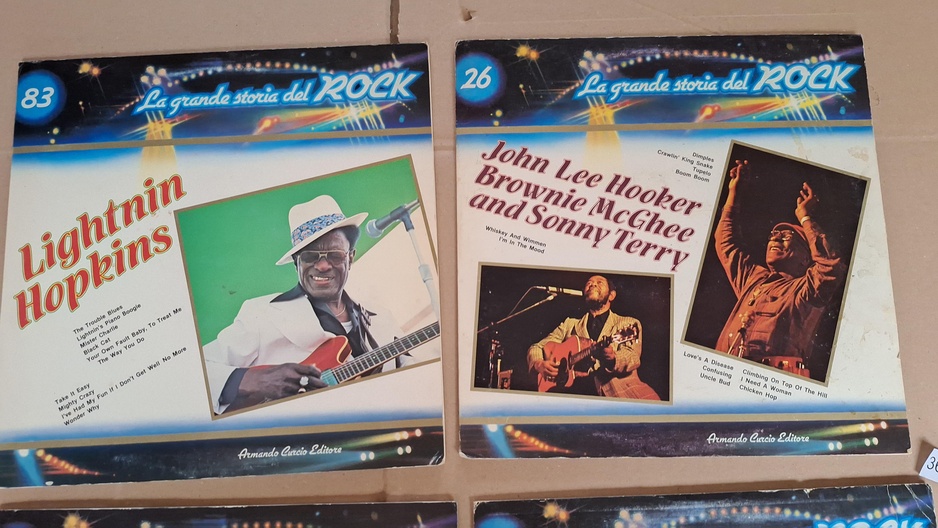 83
La grande storia del ROCK
Lightnin
Hopkins
The Trouble Blues
Lightnin's Piano Boogie
Mister Charlie
Black Cat
Your Own Fault Baby, To Treat Me
The Way You Do
Take It Easy
Mighty Crazy
I've Had My Fun If I Don't Get Well No More
Wonder Why
Armando Curcio Editore
26
La grande storia del ROCK
Dimples
Crawlin' King Snake
Tupelo
Boom Boom
John Lee Hooker
Brownie McGhee
and Sonny Terry
Whiskey And Wimmen
I'm In The Mood
Love's A Disease
Confusing
Uncle Bud
Climbing On Top Of The Hill
I Need A Woman
Chicken Hop
Armando Curcio Editore
ROCK